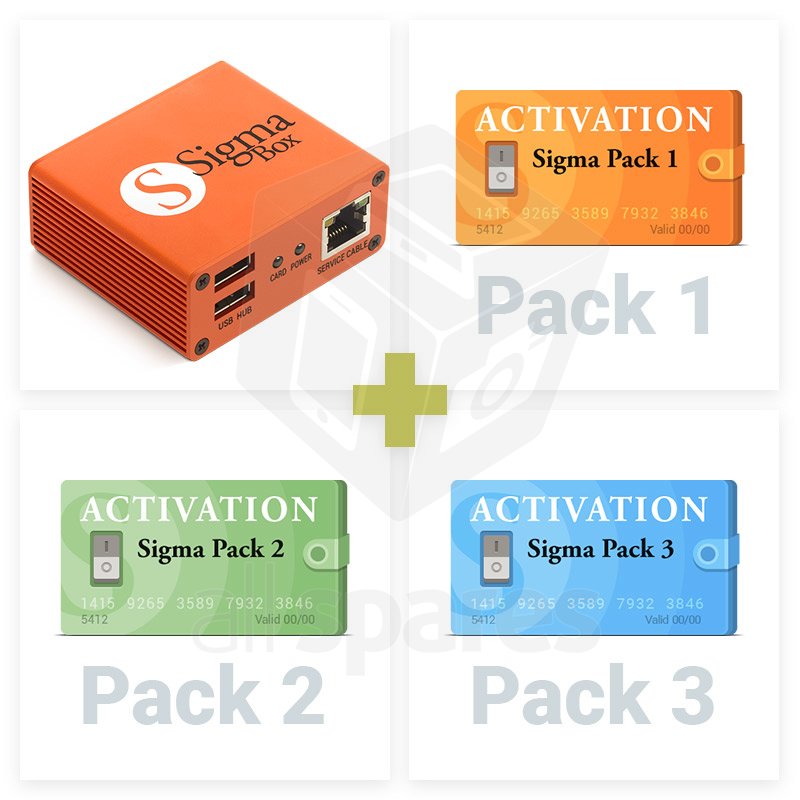 S Sigma
Box
CARD POWER
SERVICE CABLE
USB HUB
ACTIVATION
Sigma Pack 1
1415 9265 3589 7932 3846
5412 Valid 00/00
Pack 1
ACTIVATION
Sigma Pack 2
1415 9265 3589 7932 3846
5412 Valid 00/00
Pack 2
ACTIVATION
Sigma Pack 3
1415 9265 3589 7932 3846
5412 Valid 00/00
Pack 3
all spares